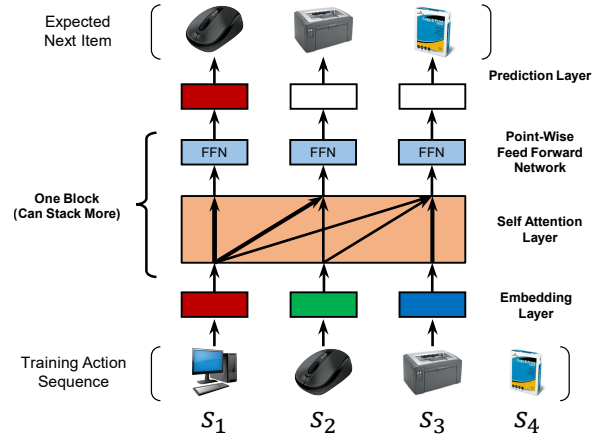 Expected
Next Item
Prediction Layer
FFN
FFN
FFN
Point-Wise
Feed Forward
Network
One Block
(Can Stack More)
Self Attention
Layer
Embedding
Layer
Training Action
Sequence
S1
S2
S3
S4